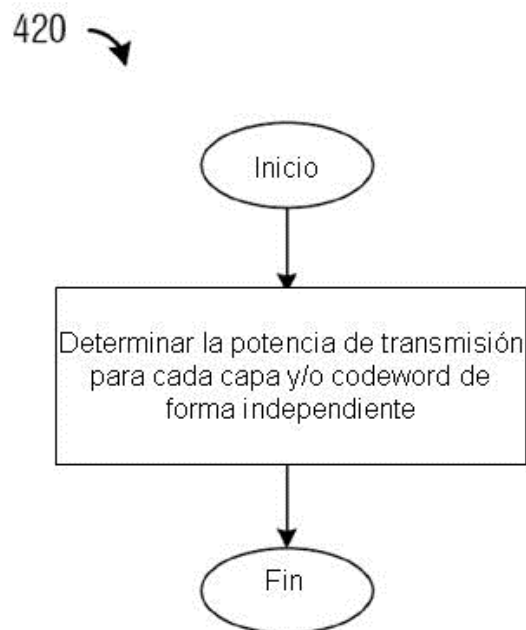 420
Inicio
Determinar la potencia de transmisión
para cada capa y/o codeword de
forma independiente
Fin